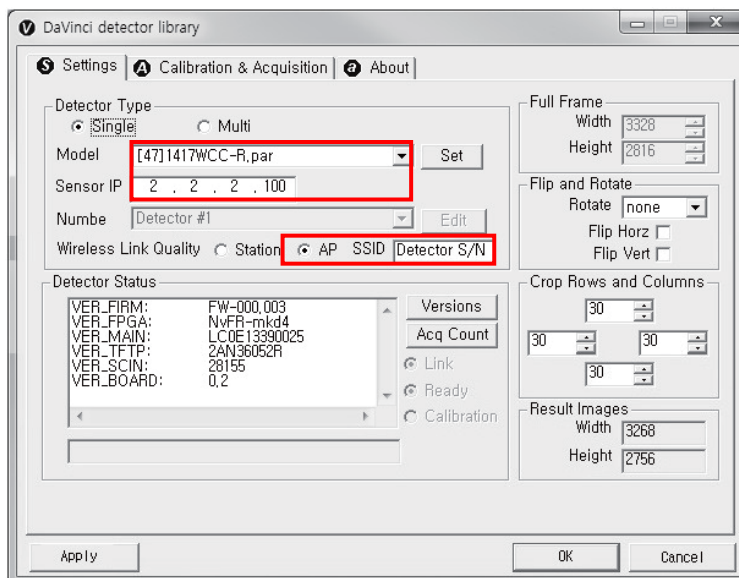 DaVinci detector library
Settings Calibration & Acquisition About
Detector Type
Single Multi
Model [47]1417WCC-R.par Set
Sensor IP 2 . 2 . 2 . 100
Numbe Detector #1 Edit
Wireless Link Quality Station AP SSID Detector S/N
Detector Status
VER_FIRM: FW-000.003
VER_FPGA: NvFR-mkd4
VER_MAIN: LC0E13390025
VER_TFTP: 2AN36052R
VER_SCIN: 28155
VER_BOARD: 0.2
Versions
Acq Count
Link
Ready
Calibration
Full Frame
Width 3328
Height 2816
Flip and Rotate
Rotate none
Flip Horz
Flip Vert
Crop Rows and Columns
30
30 30
30
Result Images
Width 3268
Height 2756
Apply OK Cancel